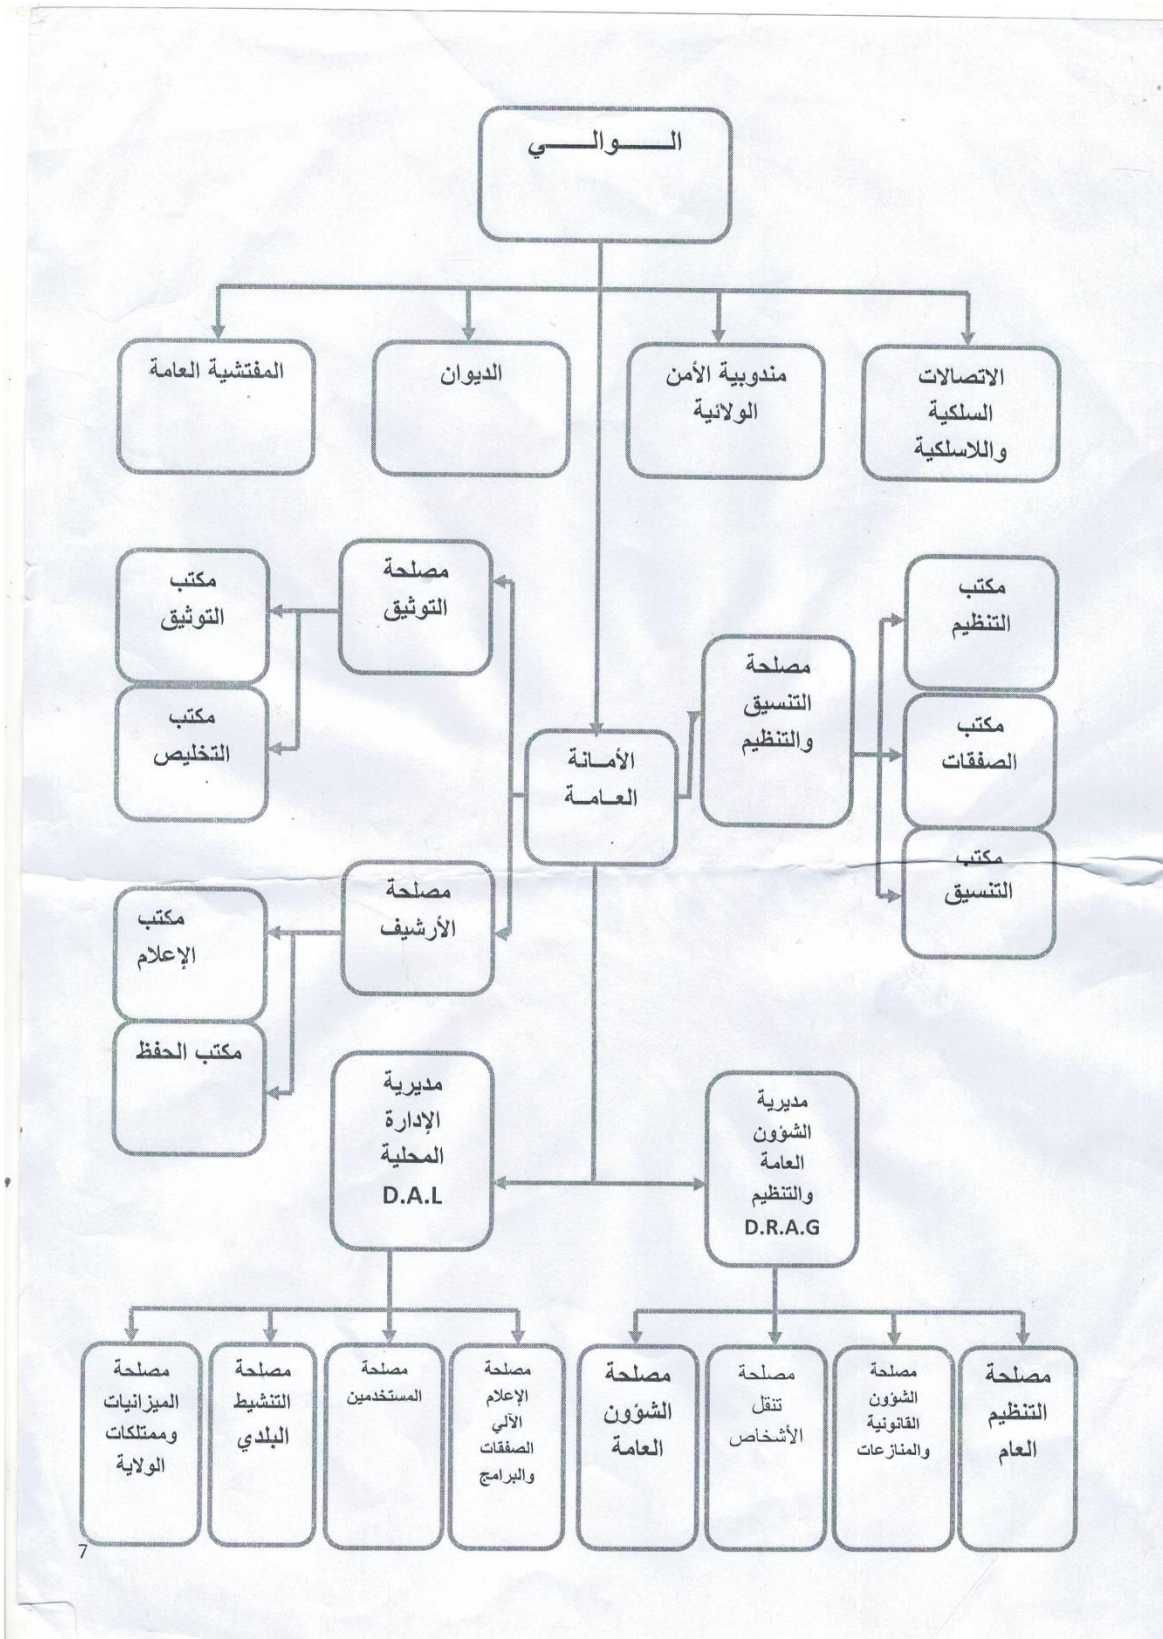 الـــــوالـــــي
الاتصالات
السلكية
واللاسلكية
مندوبية الأمن
الولائية
الديوان
المفتشية العامة
مكتب
التنظيم
مكتب
الصفقات
مكتب
التنسيق
مصلحة
التنسيق
والتنظيم
الأمـانة
العـامـة
مصلحة
التوثيق
مكتب
التوثيق
مكتب
التخليص
مصلحة
الأرشيف
مكتب
الإعلام
مكتب الحفظ
مديرية
الشؤون
العامة
والتنظيم
D.R.A.G
مديرية
الإدارة
المحلية
D.A.L
مصلحة
التنظيم
العام
مصلحة
الشؤون
القانونية
والمنازعات
مصلحة
تنقل
الأشخاص
مصلحة
الشؤون
العامة
مصلحة
الإعلام
الآلي
الصفقات
والبرامج
مصلحة
المستخدمين
مصلحة
التنشيط
البلدي
مصلحة
الميزانيات
وممتلكات
الولاية
7